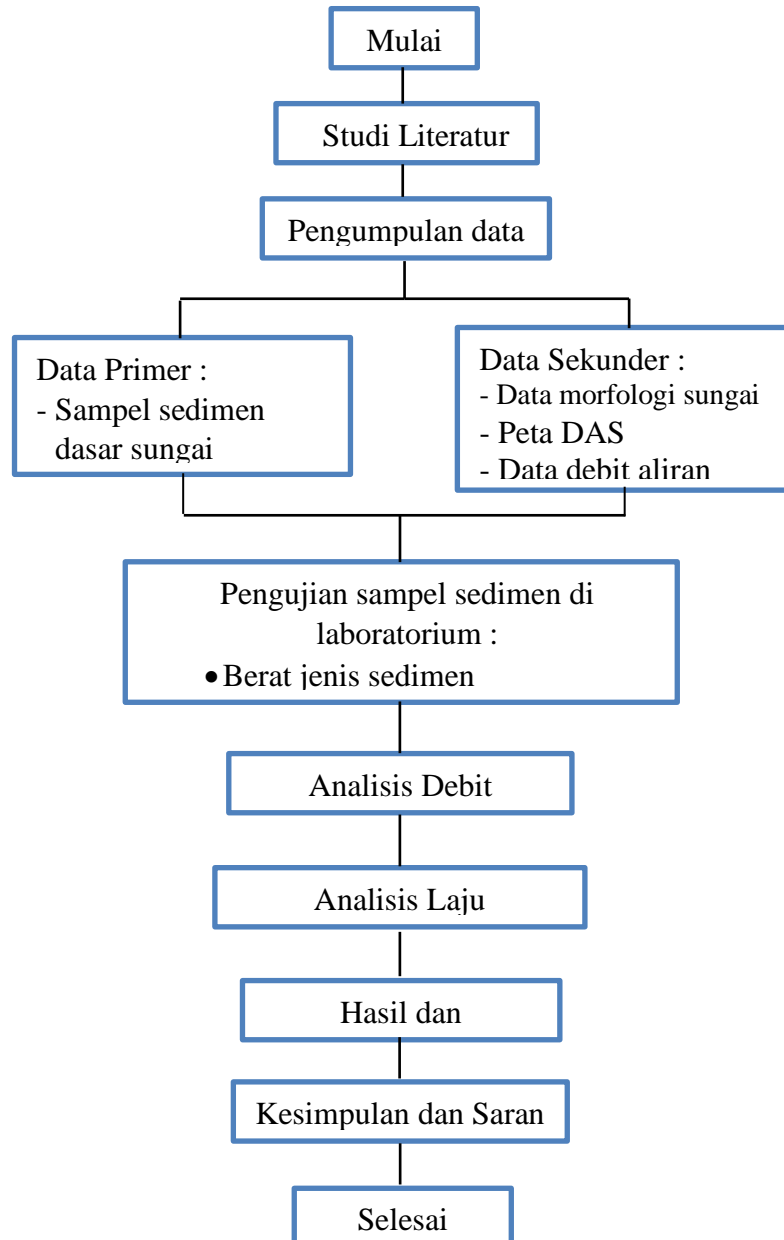 Mulai
Studi Literatur
Pengumpulan data
Data Primer :
- Sampel sedimen
dasar sungai
Data Sekunder :
- Data morfologi sungai
- Peta DAS
- Data debit aliran
Pengujian sampel sedimen di
laboratorium :
• Berat jenis sedimen
Analisis Debit
Analisis Laju
Hasil dan
Kesimpulan dan Saran
Selesai